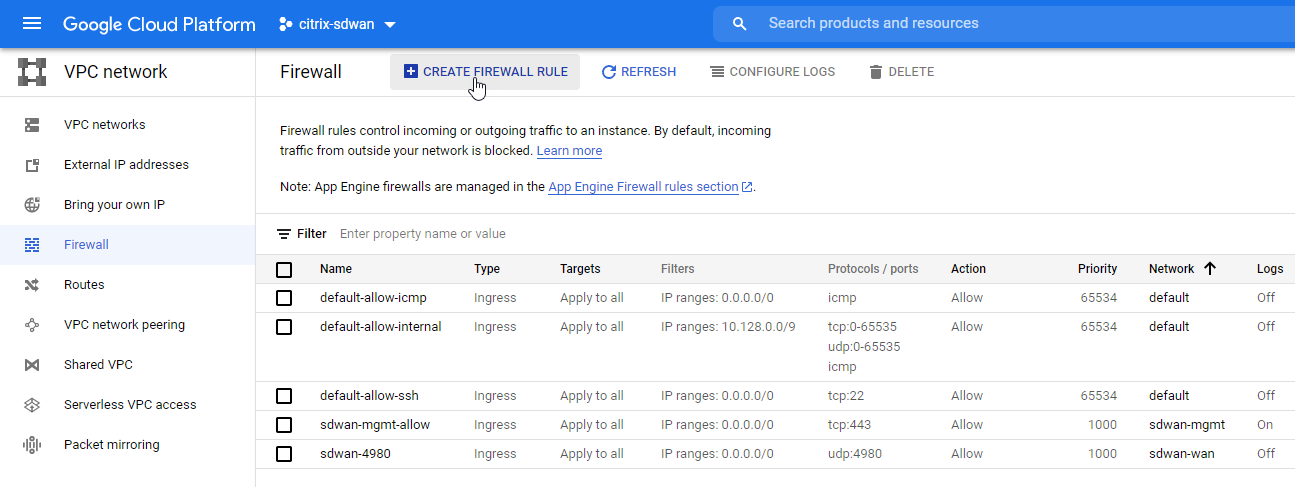 Google Cloud Platform citrix-sdwan Search products and resources
VPC network Firewall CREATE FIREWALL RULE REFRESH CONFIGURE LOGS DELETE
VPC networks
External IP addresses
Bring your own IP
Firewall
Routes
VPC network peering
Shared VPC
Serverless VPC access
Packet mirroring
Firewall rules control incoming or outgoing traffic to an instance. By default, incoming
traffic from outside your network is blocked. Learn more
Note: App Engine firewalls are managed in the App Engine Firewall rules section.
Filter Enter property name or value
Name Type Targets Filters Protocols / ports Action Priority Network Logs
default-allow-icmp Ingress Apply to all IP ranges: 0.0.0.0/0 icmp Allow 65534 default Off
default-allow-internal Ingress Apply to all IP ranges: 10.128.0.0/9 tcp:0-65535 Allow 65534 default Off
udp:0-65535
icmp
default-allow-ssh Ingress Apply to all IP ranges: 0.0.0.0/0 tcp:22 Allow 65534 default Off
sdwan-mgmt-allow Ingress Apply to all IP ranges: 0.0.0.0/0 tcp:443 Allow 1000 sdwan-mgmt On
sdwan-4980 Ingress Apply to all IP ranges: 0.0.0.0/0 udp:4980 Allow 1000 sdwan-wan Off